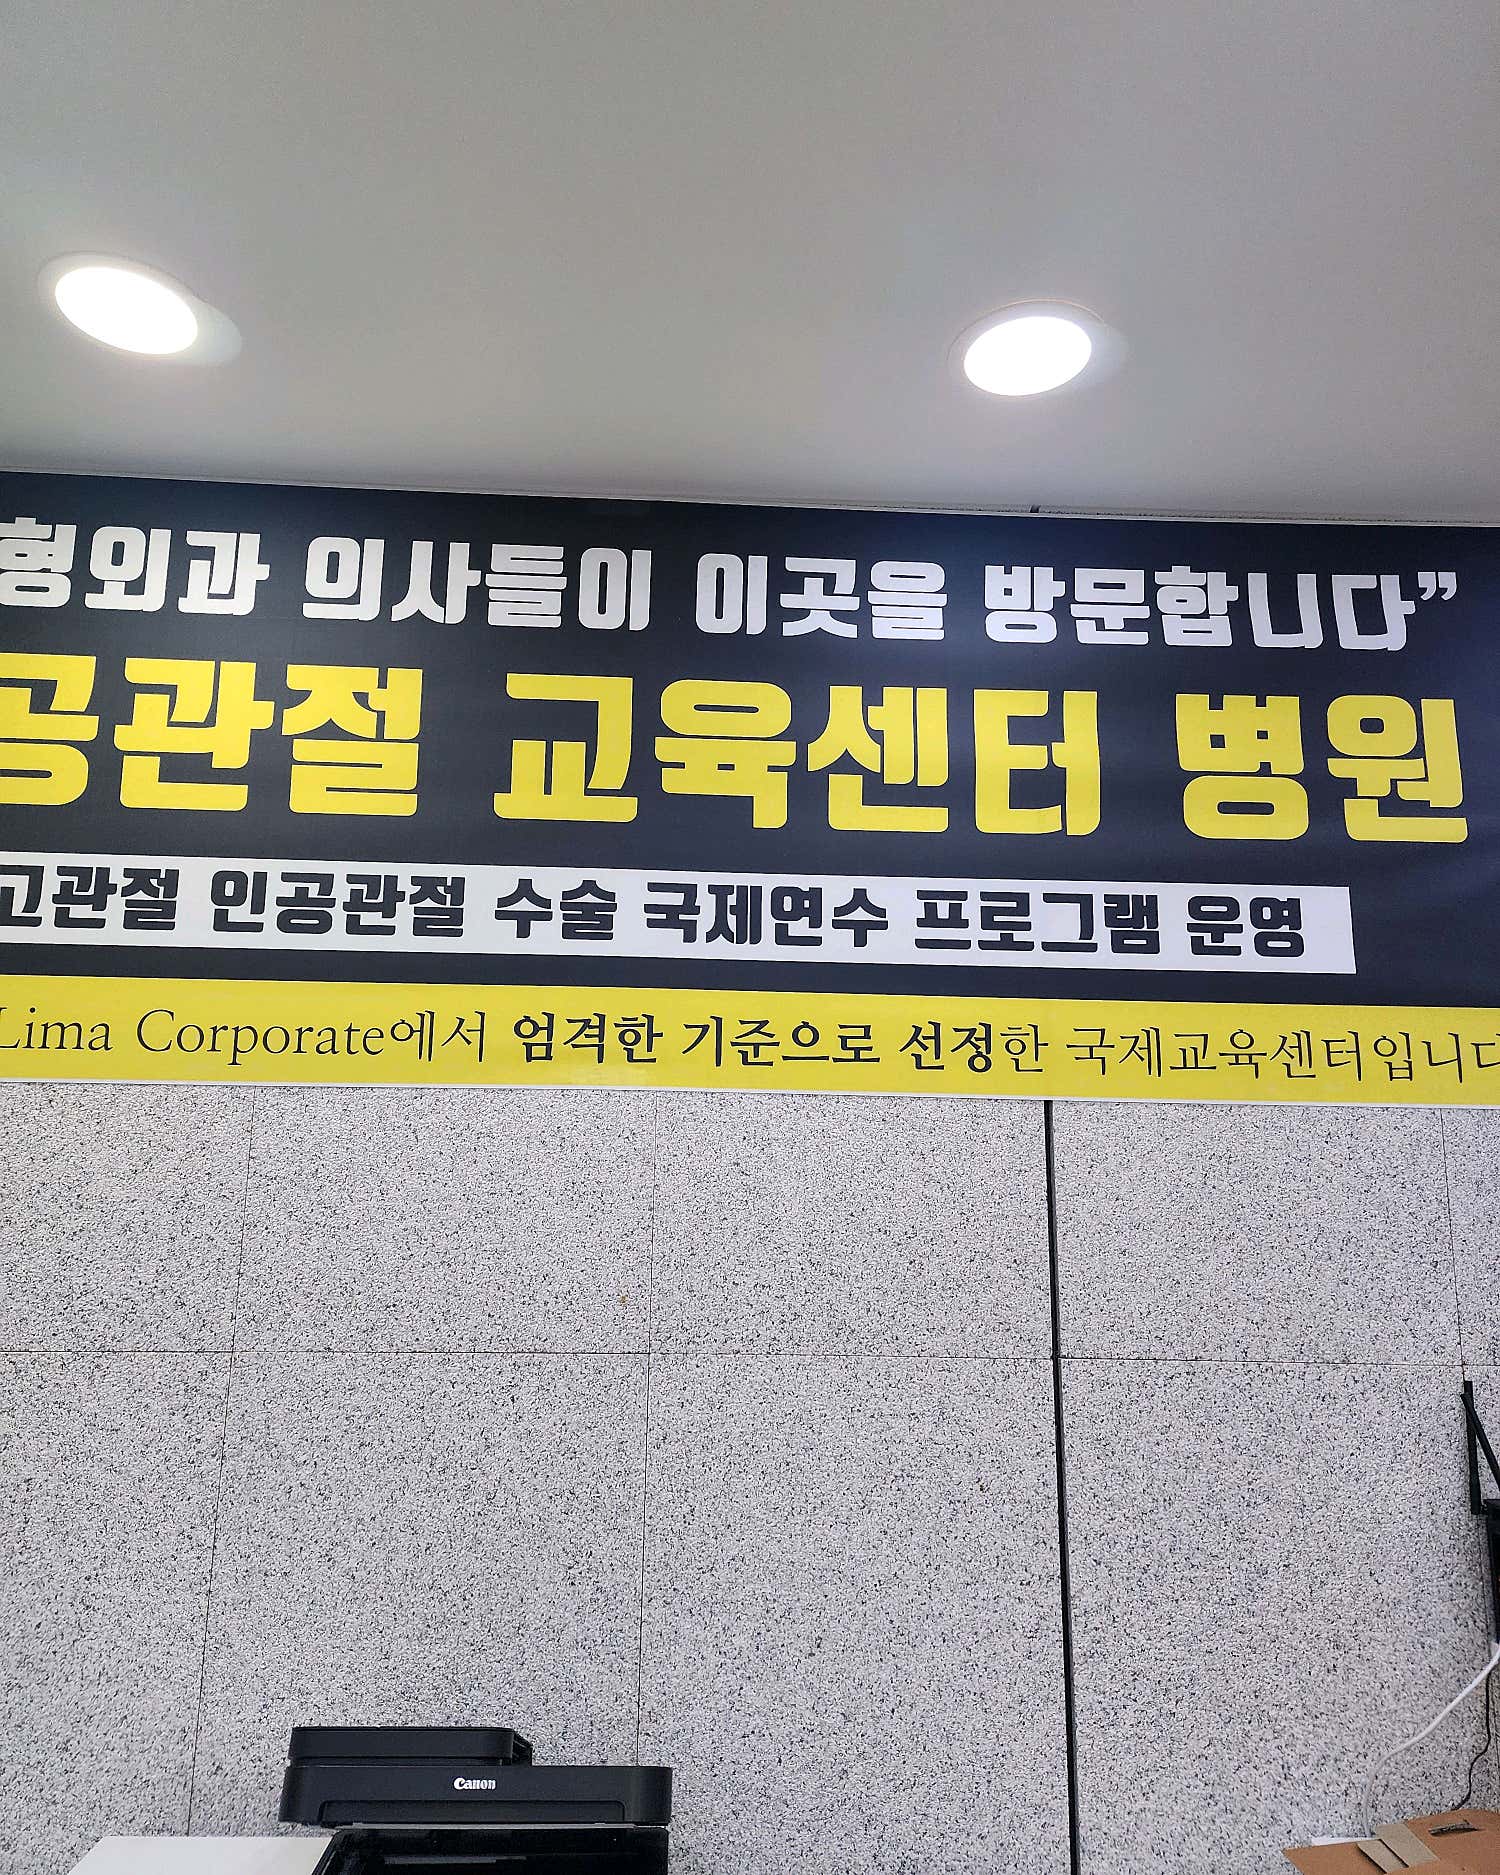 형외과 의사들이 이곳을 방문합니다”
공관절 교육센터 병원
고관절 인공관절 수술 국제연수 프로그램 운영
Lima Corporate에서 엄격한 기준으로 선정한 국제교육센터입니다
Canon